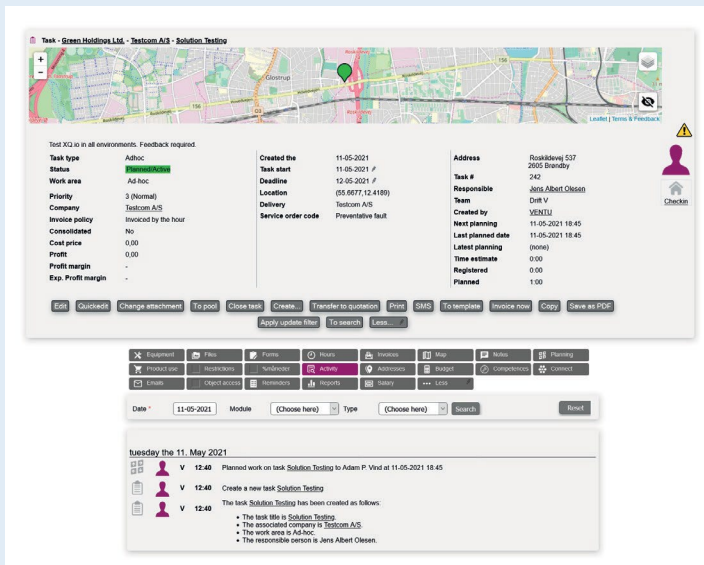 Task - Green Holdings Ltd. - Testcom A/S - Solution Testing
+
−
Glostrup
156
156
O3
Leaflet | Terms & Feedback
Test XQ.io in all environments. Feedback required.
Task type Adhoc
Status Planned/Active
Work area Ad-hoc
Priority 3 (Normal)
Company Testcom A/S
Invoice policy Invoiced by the hour
Consolidated No
Cost price 0,00
Profit 0,00
Profit margin -
Exp. Profit margin -
Created the 11-05-2021
Task start 11-05-2021
Deadline 12-05-2021
Location (55.6677,12.4189)
Delivery Testcom A/S
Service order code Preventative fault
Address Roskildevej 537
2605 Brøndby
Task # 242
Responsible Jens Albert Olesen
Team Drift V
Created by VENTU
Next planning 11-05-2021 18:45
Last planned date 11-05-2021 18:45
Latest planning (none)
Time estimate 0:00
Registered 0:00
Planned 1:00
Checkin
Edit Quickedit Change attachment To pool Close task Create... Transfer to quotation Print SMS To template Invoice now Copy Save as PDF
Apply update filter To search Less...
Equipment Files Forms Hours Invoices Map Notes Planning
Product use Restrictions %måneder Activity Addresses Budget Competences Connect
Emails Object access Reminders Reports Salary Less
Date * 11-05-2021 Module (Choose here) Type (Choose here) Search Reset
tuesday the 11. May 2021
V 12:40 Planned work on task Solution Testing to Adam P. Vind at 11-05-2021 18:45
V 12:40 Create a new task Solution Testing
V 12:40 The task Solution Testing has been created as follows:
• The task title is Solution Testing.
• The associated company is Testcom A/S.
• The work area is Ad-hoc.
• The responsible person is Jens Albert Olesen.